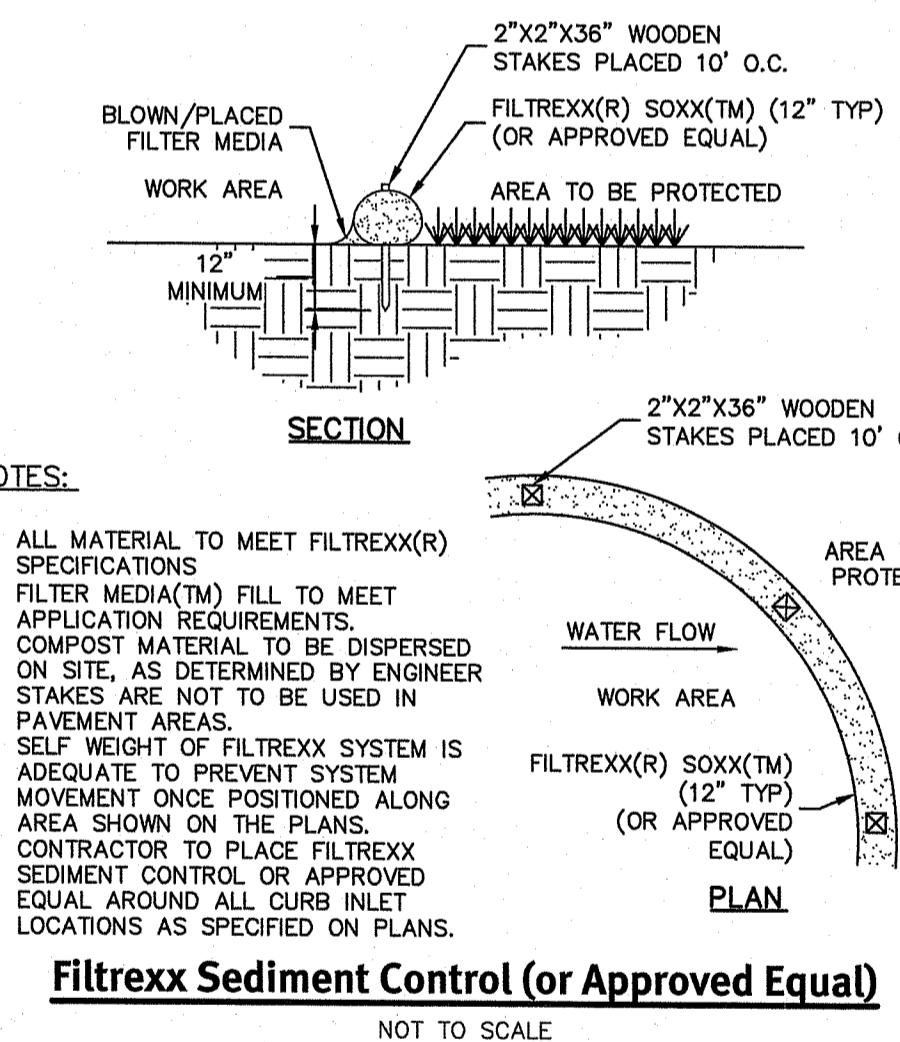 2"X2"X36" WOODEN
STAKES PLACED 10' O.C.
BLOWN/PLACED
FILTER MEDIA
FILTREXX(R) SOXX(TM) (12" TYP)
(OR APPROVED EQUAL)
WORK AREA
AREA TO BE PROTECTED
12"
MINIMUM
SECTION
2"X2"X36" WOODEN
STAKES PLACED 10'
OTES:
ALL MATERIAL TO MEET FILTREXX(R)
SPECIFICATIONS
FILTER MEDIA(TM) FILL TO MEET
APPLICATION REQUIREMENTS.
COMPOST MATERIAL TO BE DISPERSED
ON SITE, AS DETERMINED BY ENGINEER
STAKES ARE NOT TO BE USED IN
PAVEMENT AREAS.
SELF WEIGHT OF FILTREXX SYSTEM IS
ADEQUATE TO PREVENT SYSTEM
MOVEMENT ONCE POSITIONED ALONG
AREA SHOWN ON THE PLANS.
CONTRACTOR TO PLACE FILTREXX
SEDIMENT CONTROL OR APPROVED
EQUAL AROUND ALL CURB INLET
LOCATIONS AS SPECIFIED ON PLANS.
AREA
PROTE
WATER FLOW
WORK AREA
FILTREXX(R) SOXX(TM)
(12" TYP)
(OR APPROVED
EQUAL)
PLAN
Filtrexx Sediment Control (or Approved Equal)
NOT TO SCALE